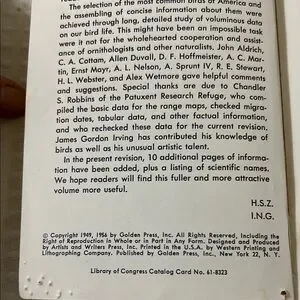 The selection of the most common birds of America and
the assembling of concise information about them were
achieved through long, detailed study of voluminous data
on our bird life. This might have been an impossible task
were it not for the wholehearted cooperation and assist-
ance of ornithologists and other naturalists, John Aldrich,
C. A. Cottam, Allen Duvall, D. F. Hoffmeister, A. C. Mar-
tin, Ernst Mayr, A. L. Nelson, A. Sprunt IV, R. E. Stewart,
H. L. Webster, and Alex Wetmore gave helpful comments
and suggestions. Special thanks are due to Chandler
S. Robbins of the Patuxent Research Refuge, who com-
piled the basic data for the range maps, checked migra-
tion dates, tabular data, and other factual information,
and who rechecked these data for the current revision.
James Gordon Irving has contributed his knowledge of
birds as well as his unusual artistic talent.
In the present revision, 10 additional pages of informa-
tion have been added, plus a listing of scientific names.
We hope readers will find this fuller and more attractive
volume more useful.
H.S.Z.
I.N.G.
© Copyright 1949, 1956 by Golden Press, Inc. All Rights Reserved, Including the
Right of Reproduction in Whole or in Part in Any Form. Designed and Produced
by Artists and Writers Press, Inc. Printed in the U.S.A. by Western Printing and
Lithographing Company. Published by Golden Press, Inc., New York 22, N. Y.
Library of Congress Catalog Card No. 61-8323